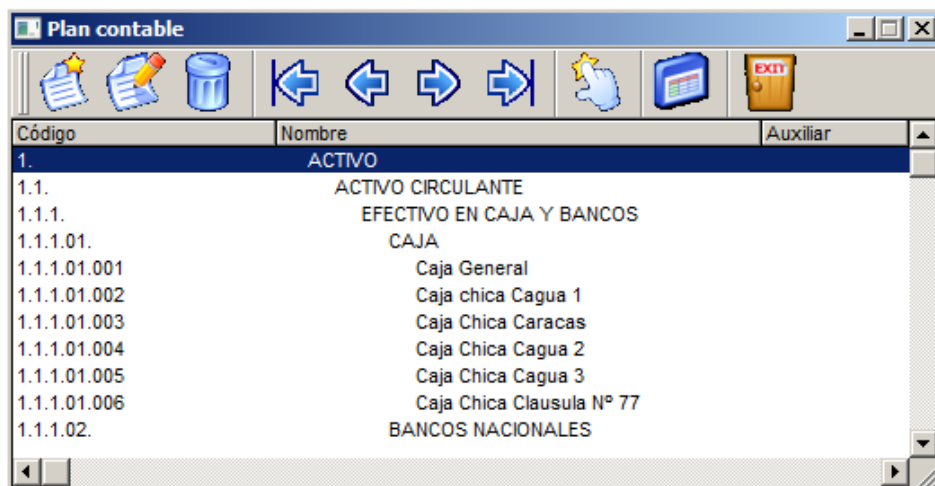 Plan contable
EXIT
Código Nombre Auxiliar
1. ACTIVO
1.1. ACTIVO CIRCULANTE
1.1.1. EFECTIVO EN CAJA Y BANCOS
1.1.1.01. CAJA
1.1.1.01.001 Caja General
1.1.1.01.002 Caja chica Cagua 1
1.1.1.01.003 Caja Chica Caracas
1.1.1.01.004 Caja Chica Cagua 2
1.1.1.01.005 Caja Chica Cagua 3
1.1.1.01.006 Caja Chica Clausula Nº 77
1.1.1.02. BANCOS NACIONALES